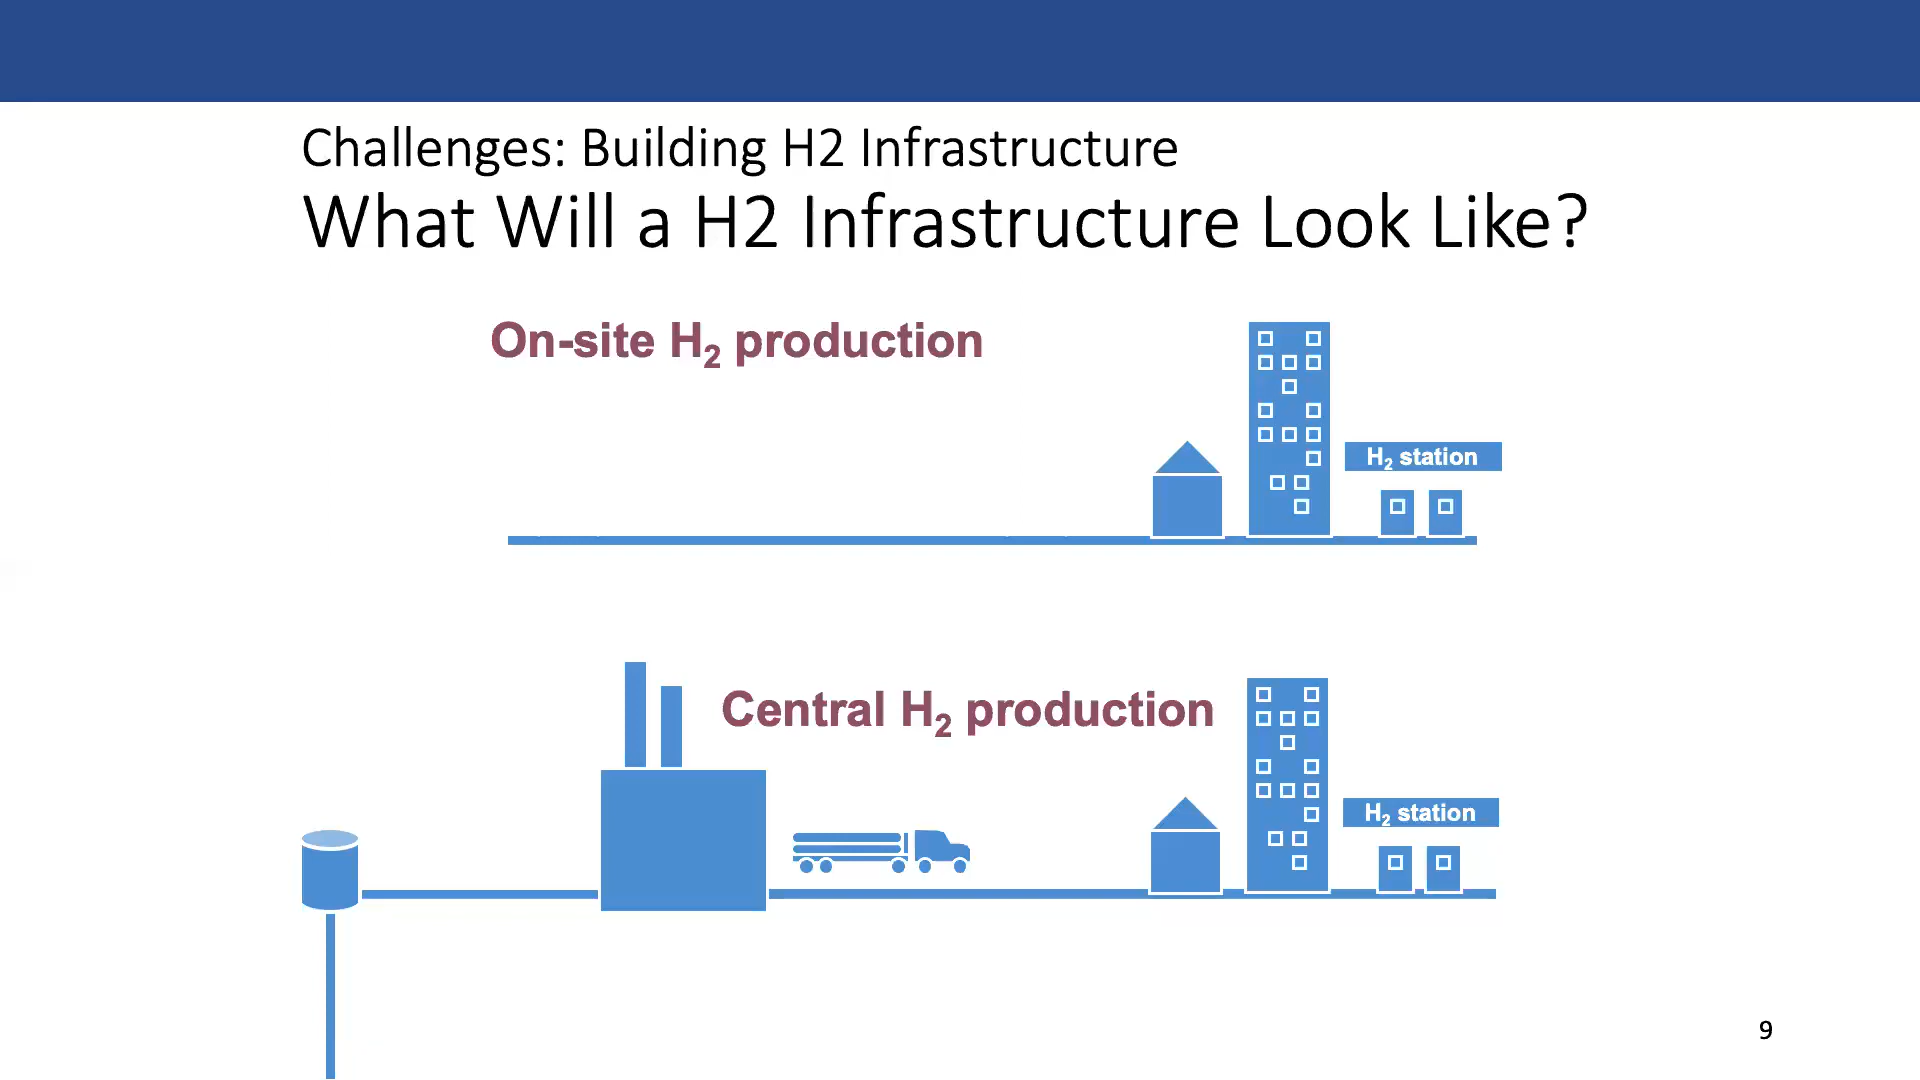 Challenges: Building H2 Infrastructure
What Will a H2 Infrastructure Look Like?
On-site H₂ production
H₂ station
Central H₂ production
H₂ station
9